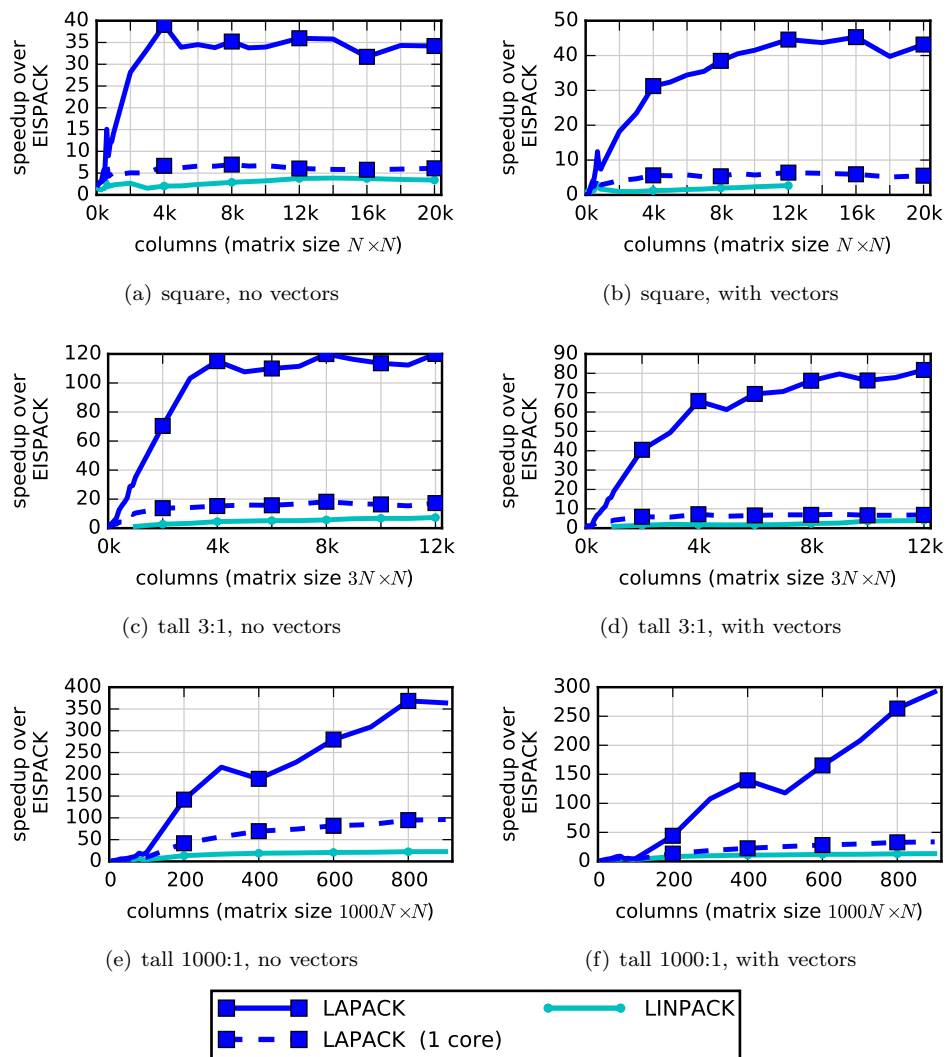 speedup over
EISPACK
40
35
30
25
20
15
10
5
0
0k 4k 8k 12k 16k 20k
columns (matrix size N×N)
(a) square, no vectors
speedup over
EISPACK
50
40
30
20
10
0
0k 4k 8k 12k 16k 20k
columns (matrix size N×N)
(b) square, with vectors
speedup over
EISPACK
120
100
80
60
40
20
0
0k 4k 8k 12k
columns (matrix size 3N×N)
(c) tall 3:1, no vectors
speedup over
EISPACK
90
80
70
60
50
40
30
20
10
0
0k 4k 8k 12k
columns (matrix size 3N×N)
(d) tall 3:1, with vectors
speedup over
EISPACK
400
350
300
250
200
150
100
50
0
0 200 400 600 800
columns (matrix size 1000N×N)
(e) tall 1000:1, no vectors
speedup over
EISPACK
300
250
200
150
100
50
0
0 200 400 600 800
columns (matrix size 1000N×N)
(f) tall 1000:1, with vectors
LAPACK LINPACK
LAPACK (1 core)